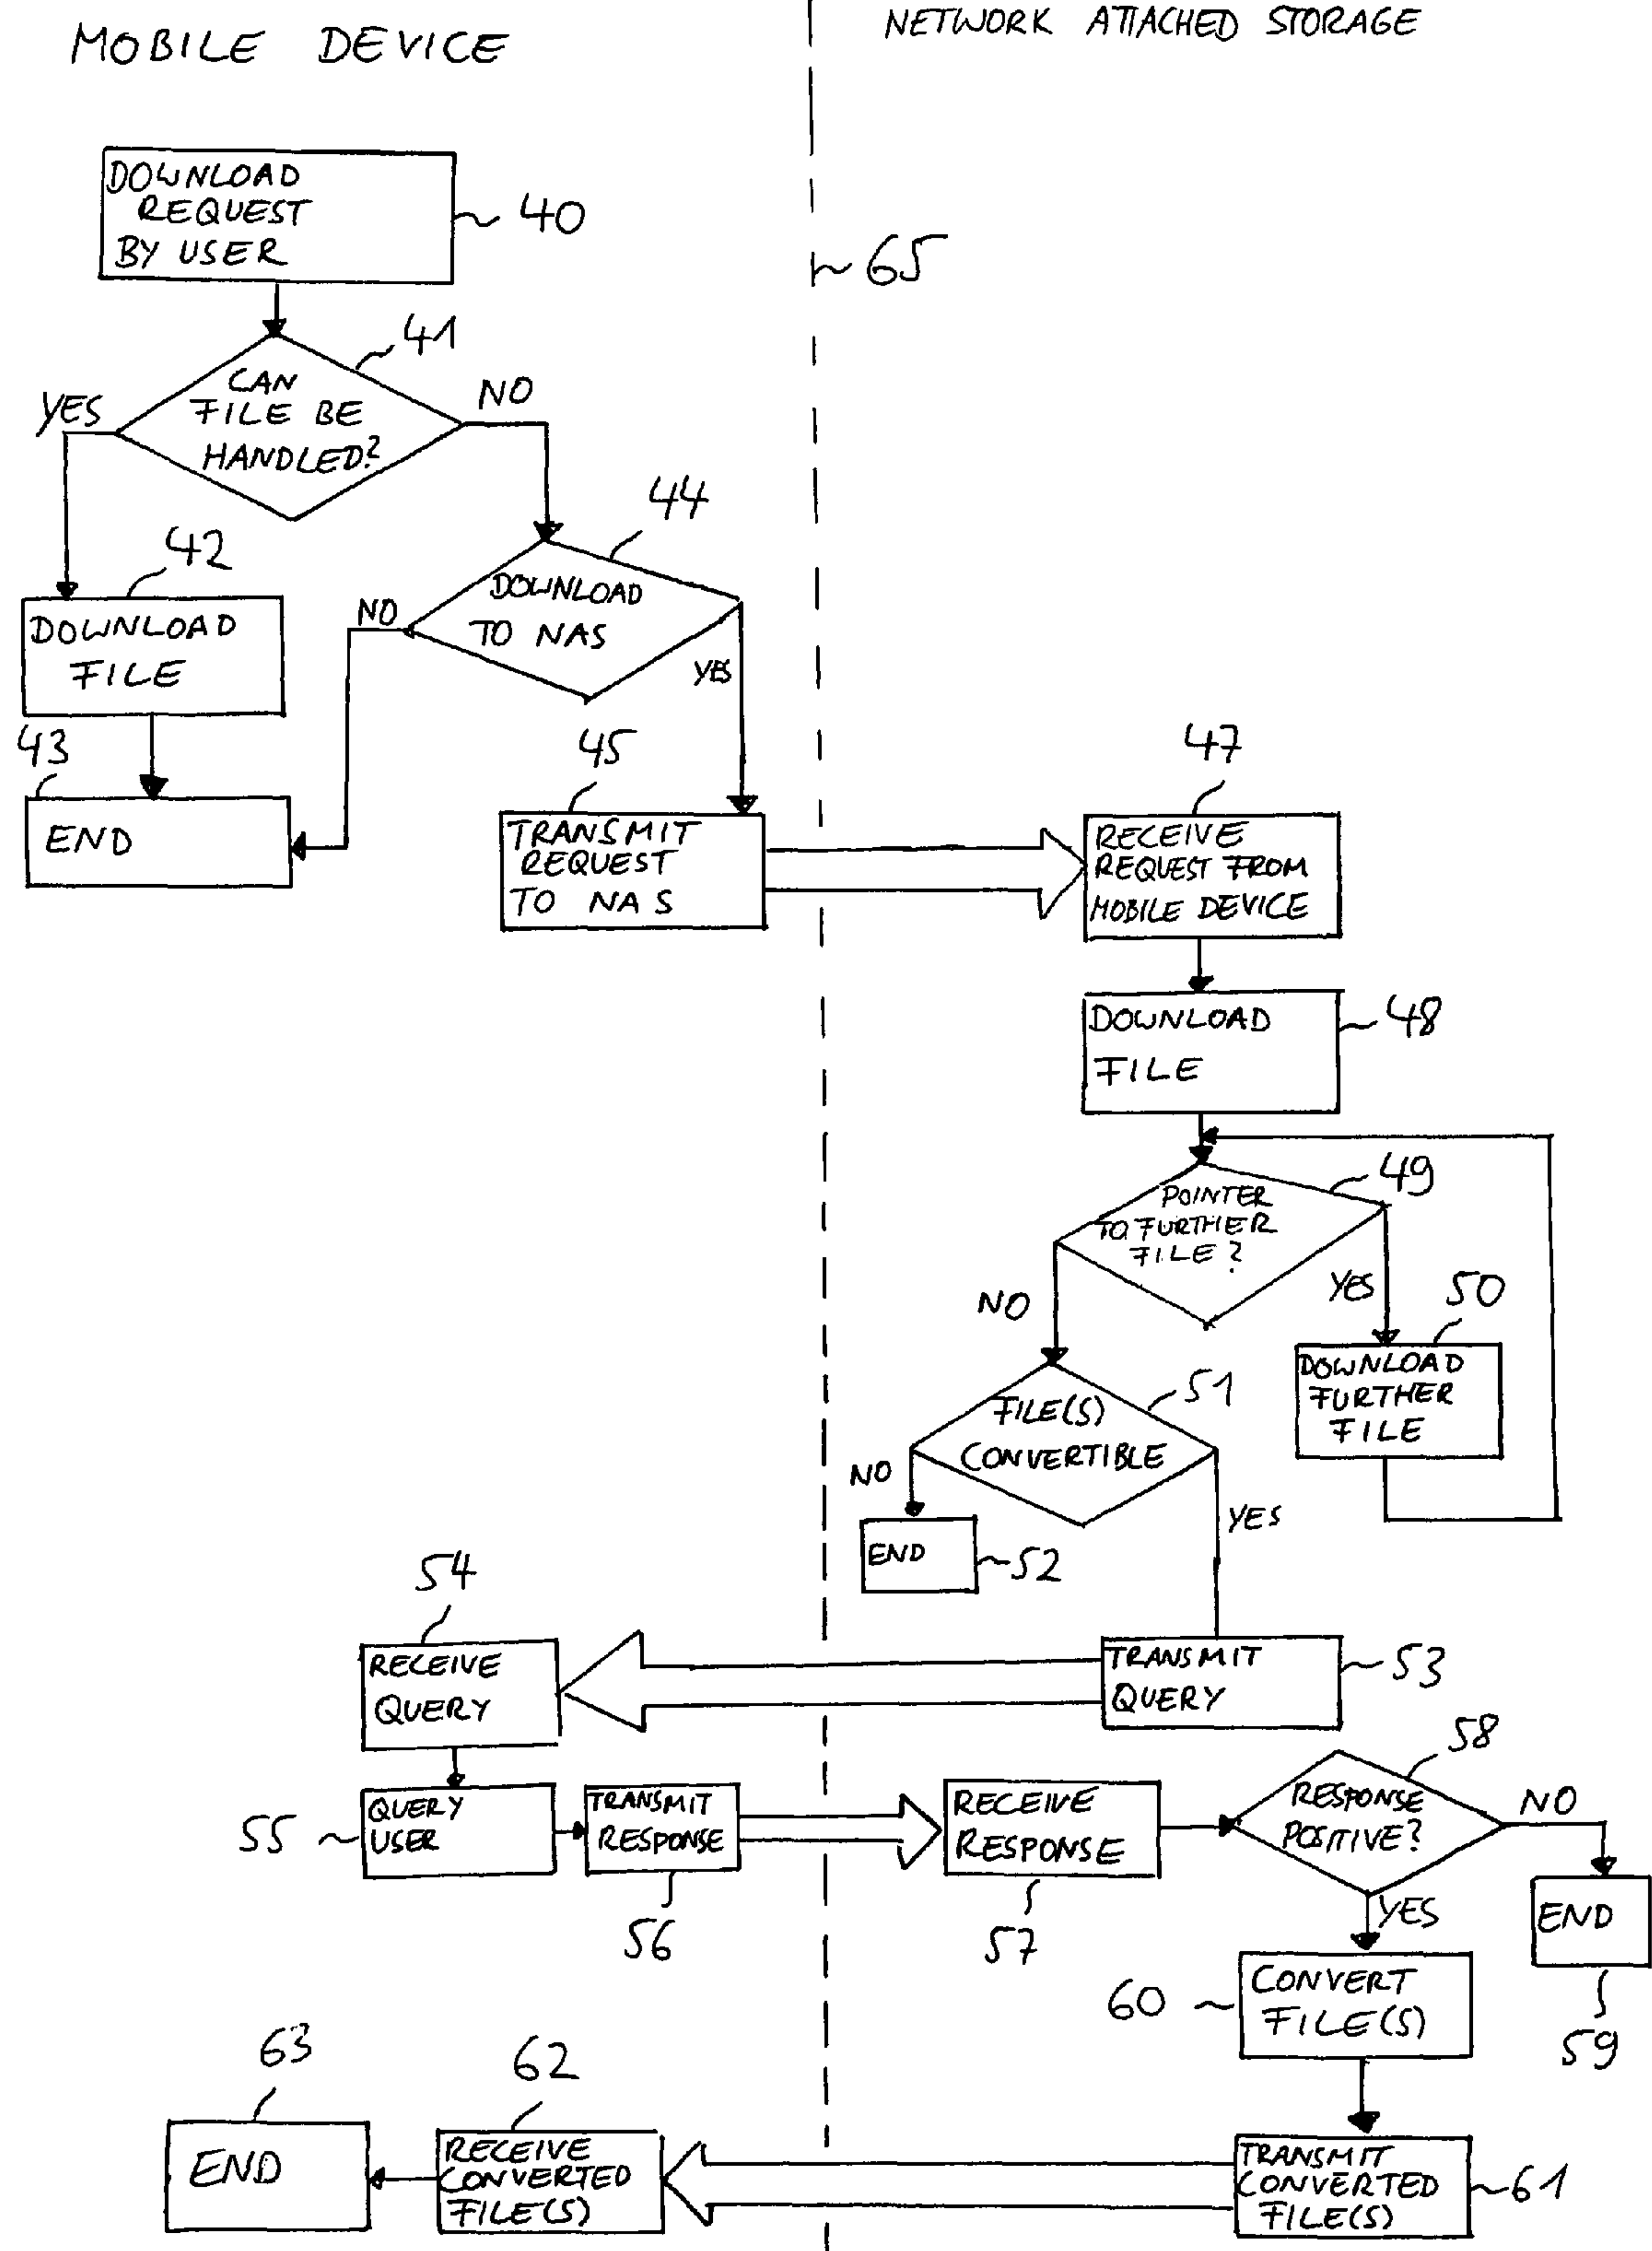 MOBILE DEVICE
NETWORK ATTACHED STORAGE
DOWNLOAD
REQUEST
BY USER
40
65
41
CAN
FILE BE
HANDLED?
YES
NO
44
42
DOWNLOAD
TO NAS
NO
YES
DOWNLOAD
FILE
43
END
45
TRANSMIT
REQUEST
TO NAS
47
RECEIVE
REQUEST FROM
MOBILE DEVICE
DOWNLOAD
FILE
48
49
POINTER
TO FURTHER
FILE?
NO
YES
50
DOWNLOAD
FURTHER
FILE
51
FILE(S)
CONVERTIBLE
NO
YES
END
52
54
RECEIVE
QUERY
TRANSMIT
QUERY
53
55
QUERY
USER
TRANSMIT
RESPONSE
56
RECEIVE
RESPONSE
57
58
RESPONSE
POSITIVE?
NO
YES
END
59
60
CONVERT
FILE(S)
63
END
62
RECEIVE
CONVERTED
FILE(S)
TRANSMIT
CONVERTED
FILE(S)
61